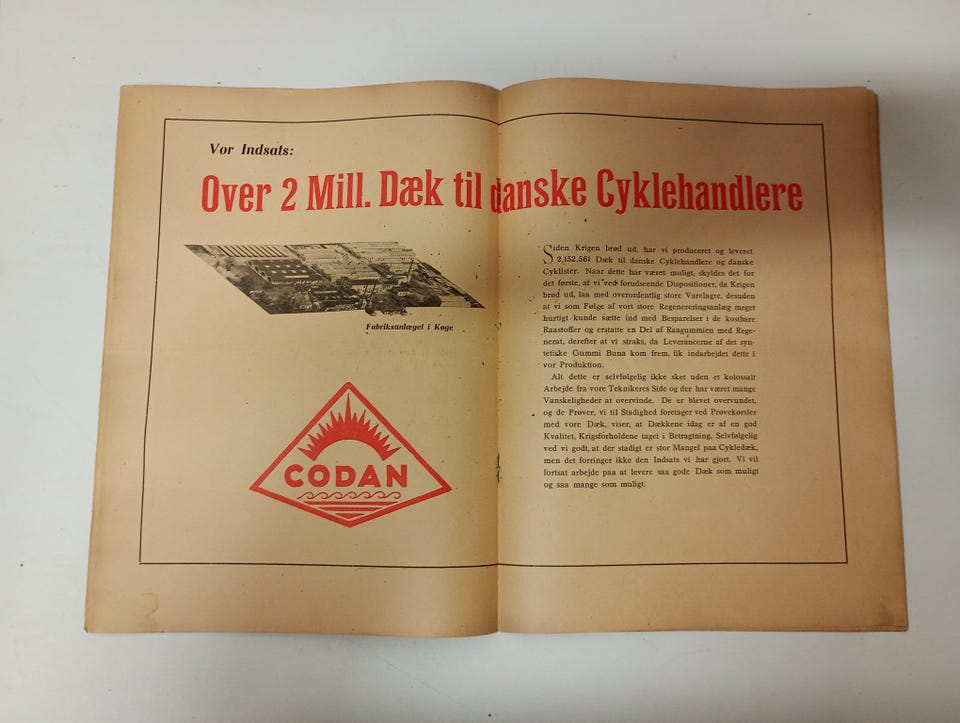 Vor Indsats:
Over 2 Mill. Dæk til danske Cyklehandlere
Fabriksanlæget i Køge
CODAN
Siden Krigen brød ud, har vi produceret og leveret
2,152,561 Dæk til danske Cyklehandlere og danske
Cyklister. Naar dette har været muligt, skyldes det for
det første, at vi ved forudseende Dispositioner, da Krigen
brød ud, laa med overordentlig store Varelagre, desuden
at vi som Følge af vort store Regenereringsanlæg meget
hurtigt kunde sætte ind med Besparelser i de kostbare
Raastoffer og erstatte en Del af Raagummien med Rege-
nerat, derefter at vi straks, da Leverancerne af det syn-
tetiske Gummi Buna kom frem, fik indarbejdet dette i
vor Produktion.
Alt dette er selvfølgelig ikke sket uden et kolossalt
Arbejde fra vore Teknikeres Side og der har været mange
Vanskeligheder at overvinde. De er blevet overvundet,
og de Prøver, vi til Stadighed foretager ved Prøvekørsler
med vore Dæk, viser, at Dækkene idag er af en god
Kvalitet, Krigsforholdene taget i Betragtning. Selvfølgelig
ved vi godt, at der stadigt er stor Mangel paa Cykledæk,
men det forringer ikke den Indsats vi har gjort. Vi vil
fortsat arbejde paa at levere saa gode Dæk som muligt
og saa mange som muligt.